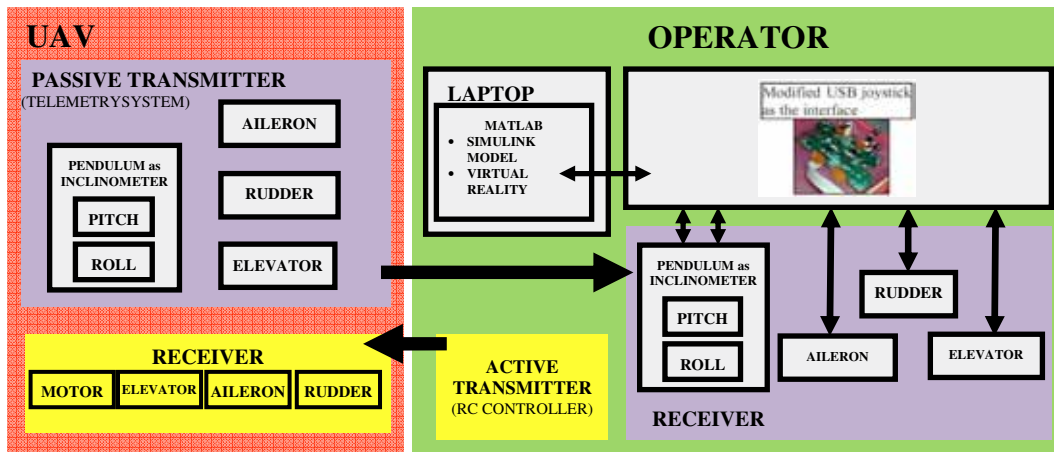 UAV
PASSIVE TRANSMITTER
(TELEMETRYSYSTEM)
AILERON
PENDULUM as
INCLINOMETER
PITCH
ROLL
RUDDER
ELEVATOR
RECEIVER
MOTOR
ELEVATOR
AILERON
RUDDER
OPERATOR
LAPTOP
MATLAB
• SIMULINK
MODEL
• VIRTUAL
REALITY
Modified USB joystick
as the interface
PENDULUM as
INCLINOMETER
PITCH
ROLL
AILERON
RUDDER
ELEVATOR
RECEIVER
ACTIVE
TRANSMITTER
(RC CONTROLLER)